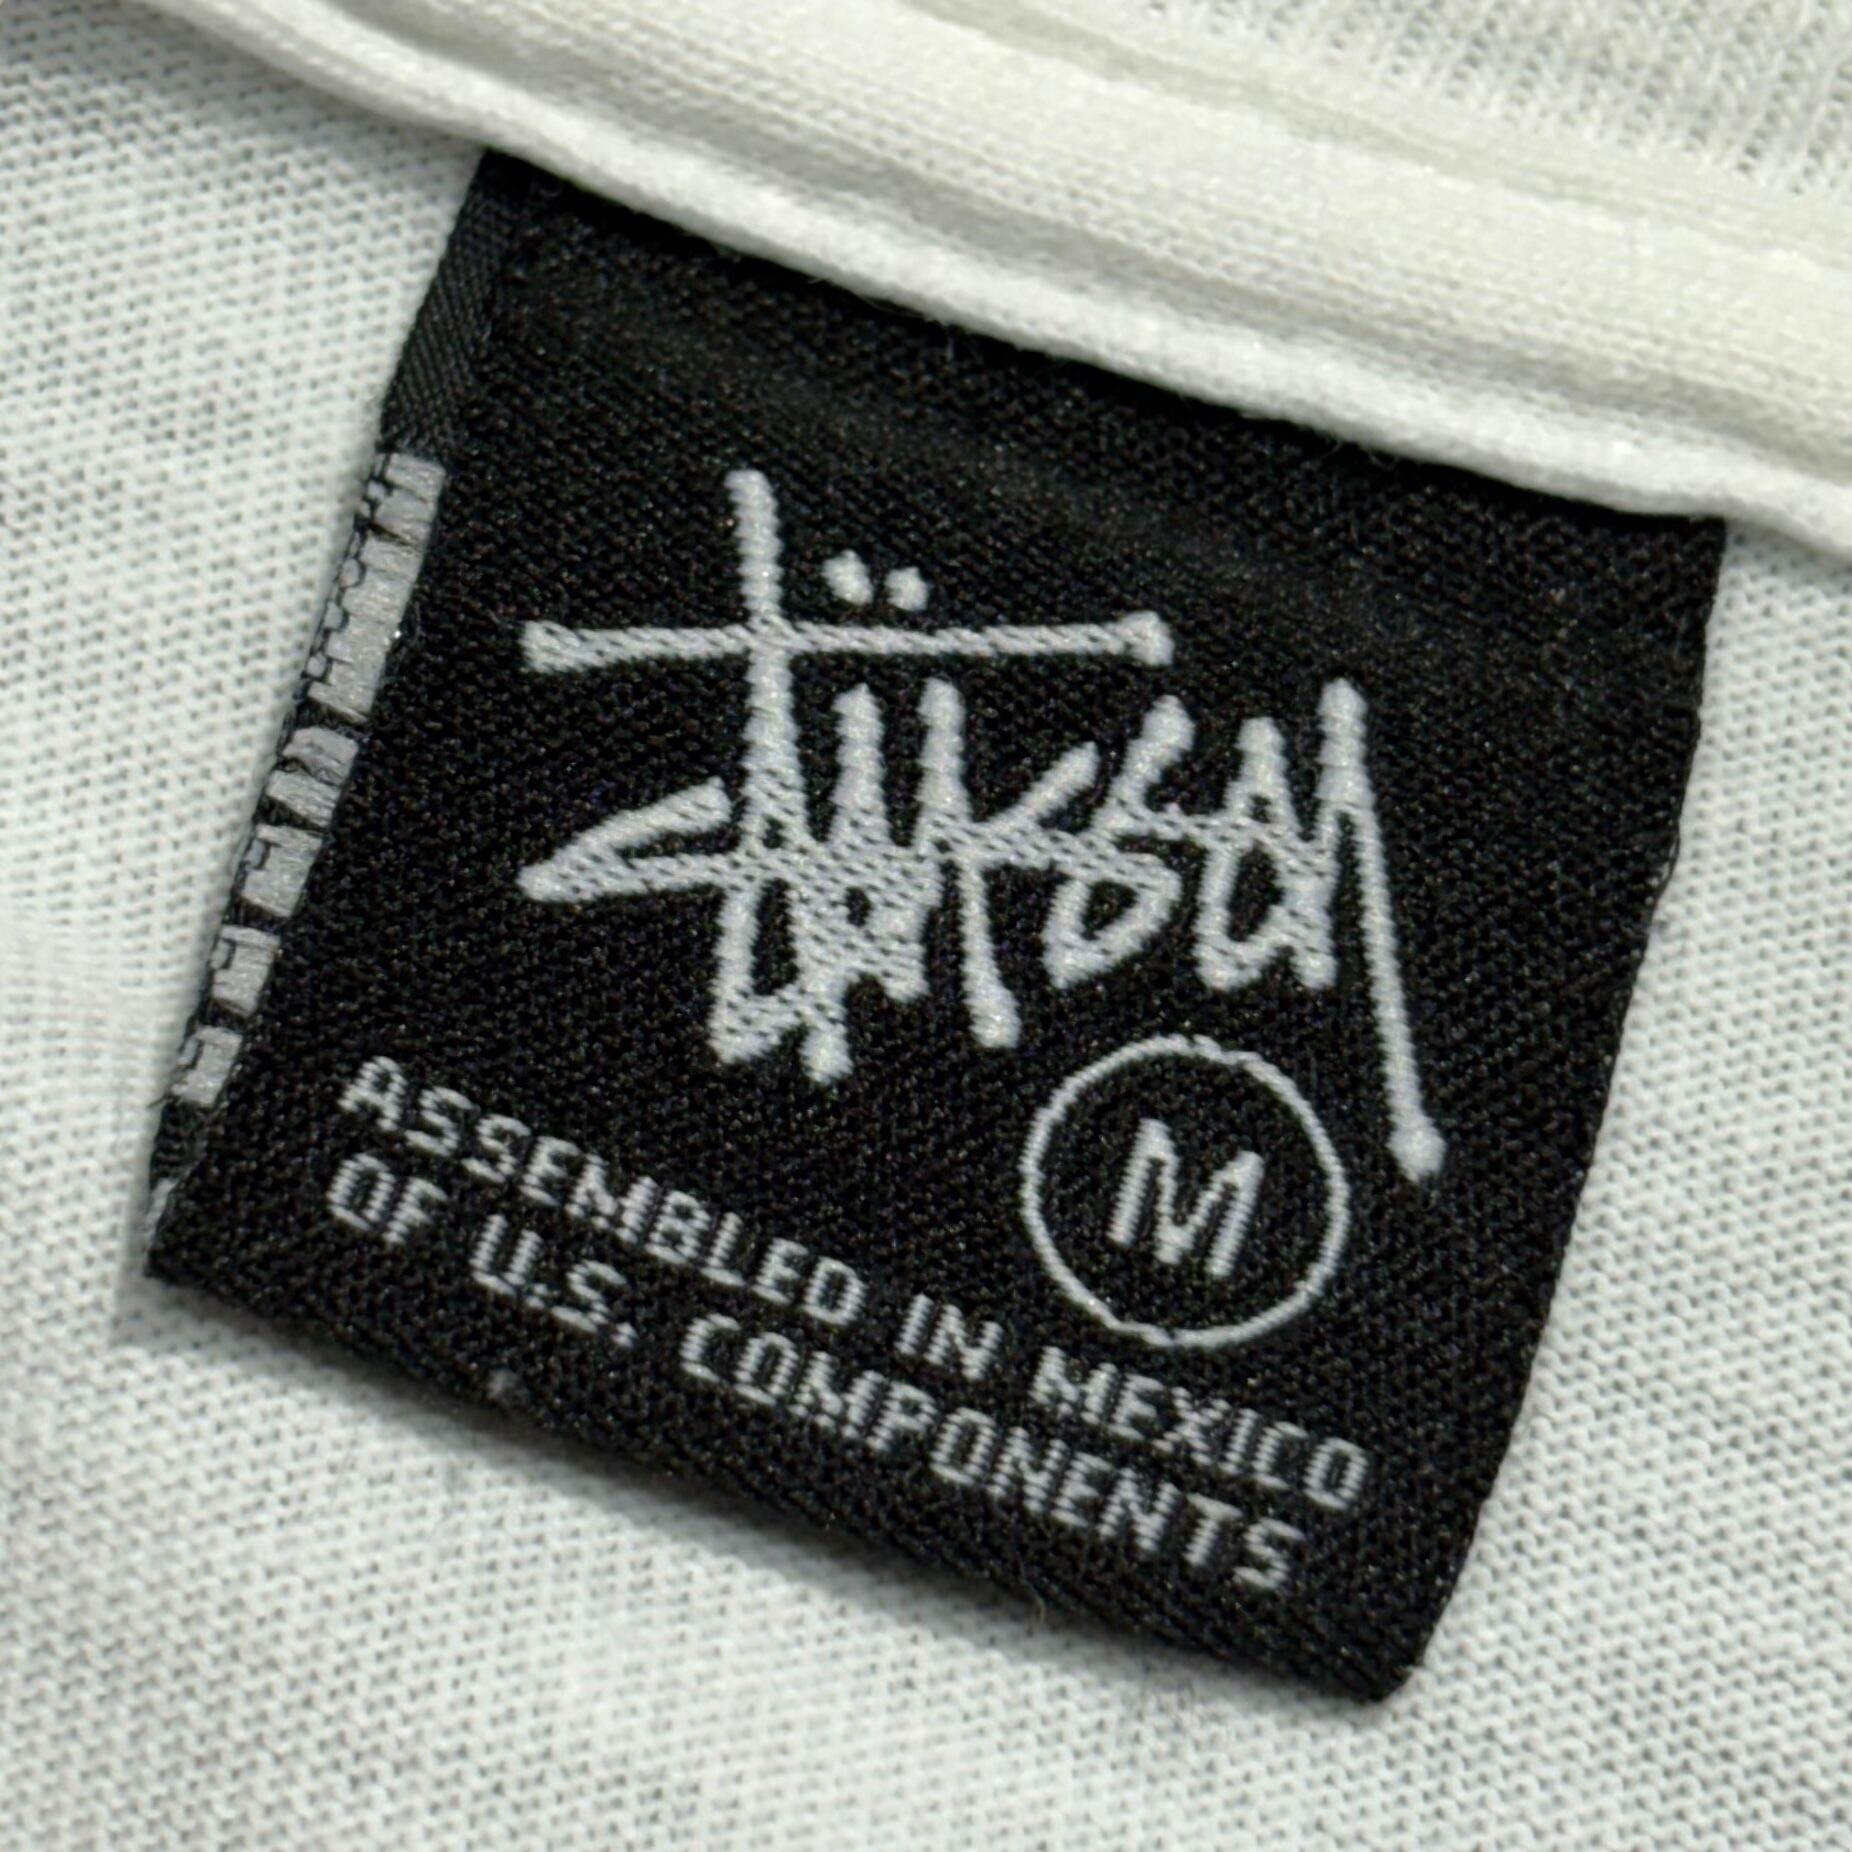 Stüssy
M
ASSEMBLED IN MEXICO
OF U.S. COMPONENTS